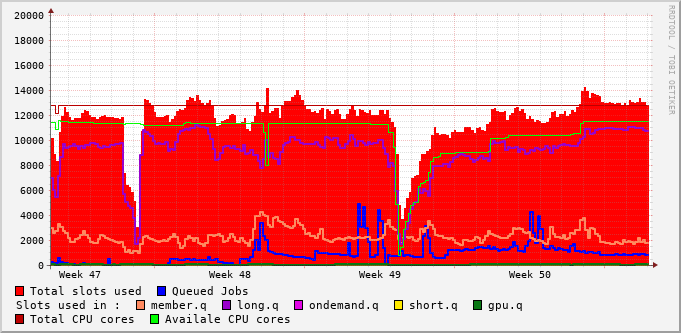 20000
18000
16000
14000
12000
10000
8000
6000
4000
2000
0
Week 47 Week 48 Week 49 Week 50
RRDTOOL / TOBI OETIKER
Total slots used Queued Jobs
Slots used in : member.q long.q ondemand.q short.q gpu.q
Total CPU cores Availale CPU cores